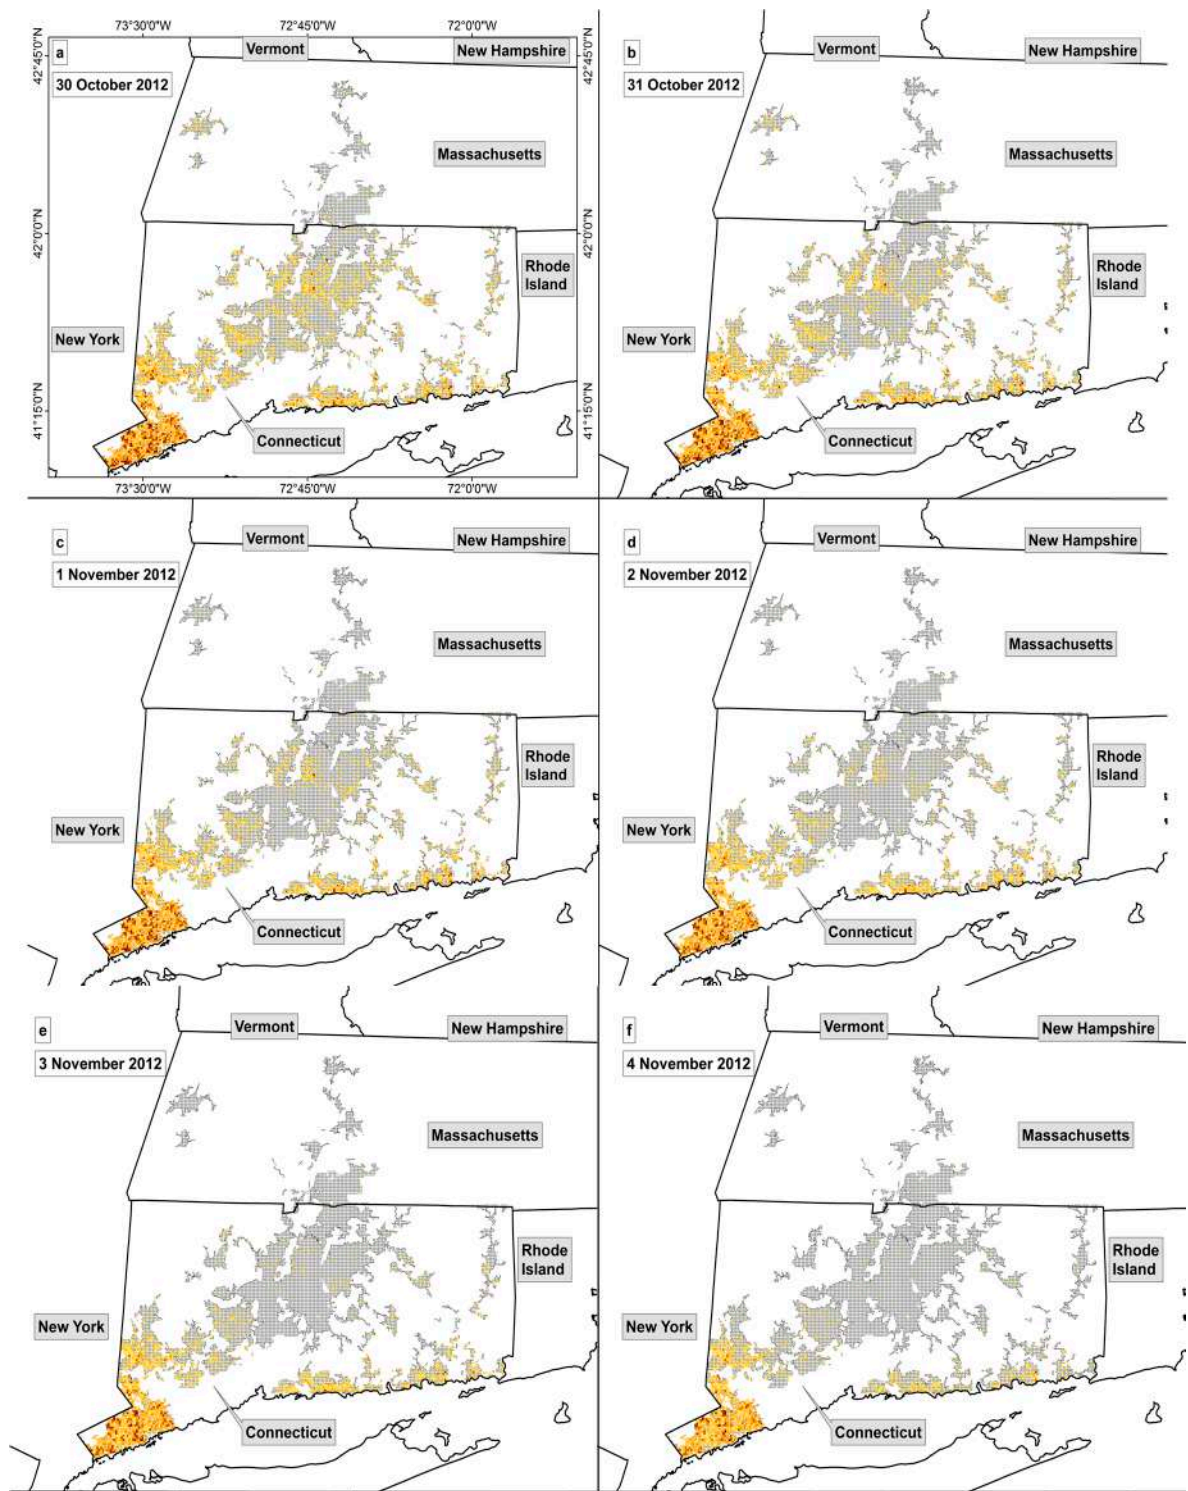 73°30'0"W 72°45'0"W 72°0'0"W
a
Vermont
New Hampshire
30 October 2012
Massachusetts
Rhode
Island
New York
Connecticut
42°45'0"N
42°0'0"N
41°15'0"N
42°45'0"N
42°0'0"N
41°15'0"N
73°30'0"W 72°45'0"W 72°0'0"W
b
Vermont
New Hampshire
31 October 2012
Massachusetts
Rhode
Island
New York
Connecticut
c
Vermont
New Hampshire
1 November 2012
Massachusetts
Rhode
Island
New York
Connecticut
d
Vermont
New Hampshire
2 November 2012
Massachusetts
Rhode
Island
New York
Connecticut
e
Vermont
New Hampshire
3 November 2012
Massachusetts
Rhode
Island
New York
Connecticut
f
Vermont
New Hampshire
4 November 2012
Massachusetts
Rhode
Island
New York
Connecticut